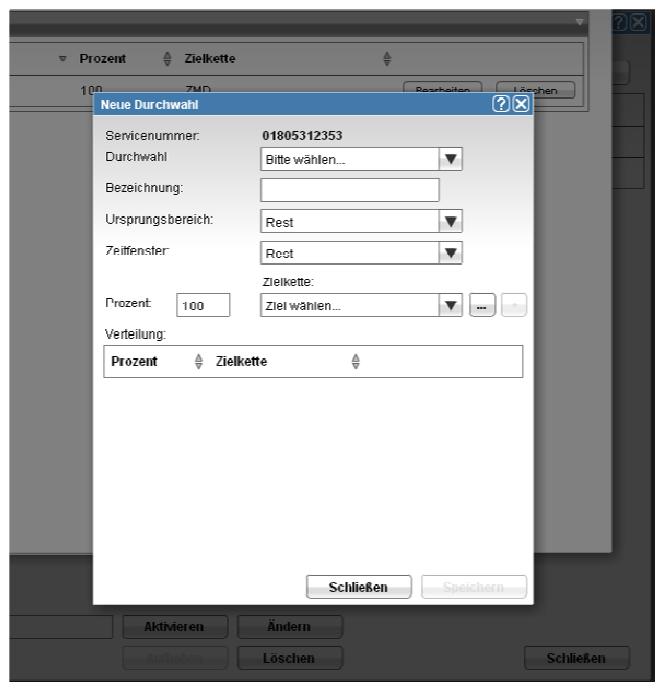 Prozent Zielkette
100 ZMD Bearbeiten Löschen
Neue Durchwahl
Servicenummer: 01805312353
Durchwahl Bitte wählen...
Bezeichnung:
Ursprungsbereich: Rest
Zeitfenster: Rest
Zielkette:
Prozent: 100 Ziel wählen... ...
Verteilung:
Prozent Zielkette
Schließen Speichern
Aktivieren Ändern
Aufheben Löschen Schließen